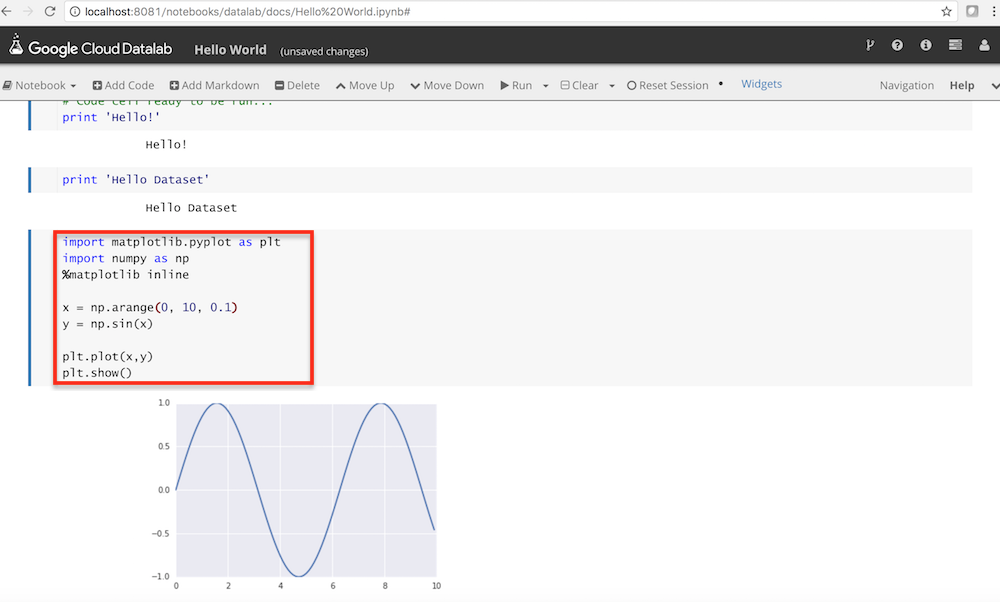 localhost:8081/notebooks/datalab/docs/Hello%20World.ipynb#
Google Cloud Datalab Hello World (unsaved changes)
Notebook Add Code Add Markdown Delete Move Up Move Down Run Clear Reset Session Widgets Navigation Help
# Code cell ready to be run...
print 'Hello!'
Hello!
print 'Hello Dataset'
Hello Dataset
import matplotlib.pyplot as plt
import numpy as np
%matplotlib inline
x = np.arange(0, 10, 0.1)
y = np.sin(x)
plt.plot(x,y)
plt.show()
1.0
0.5
0.0
−0.5
−1.0
0 2 4 6 8 10